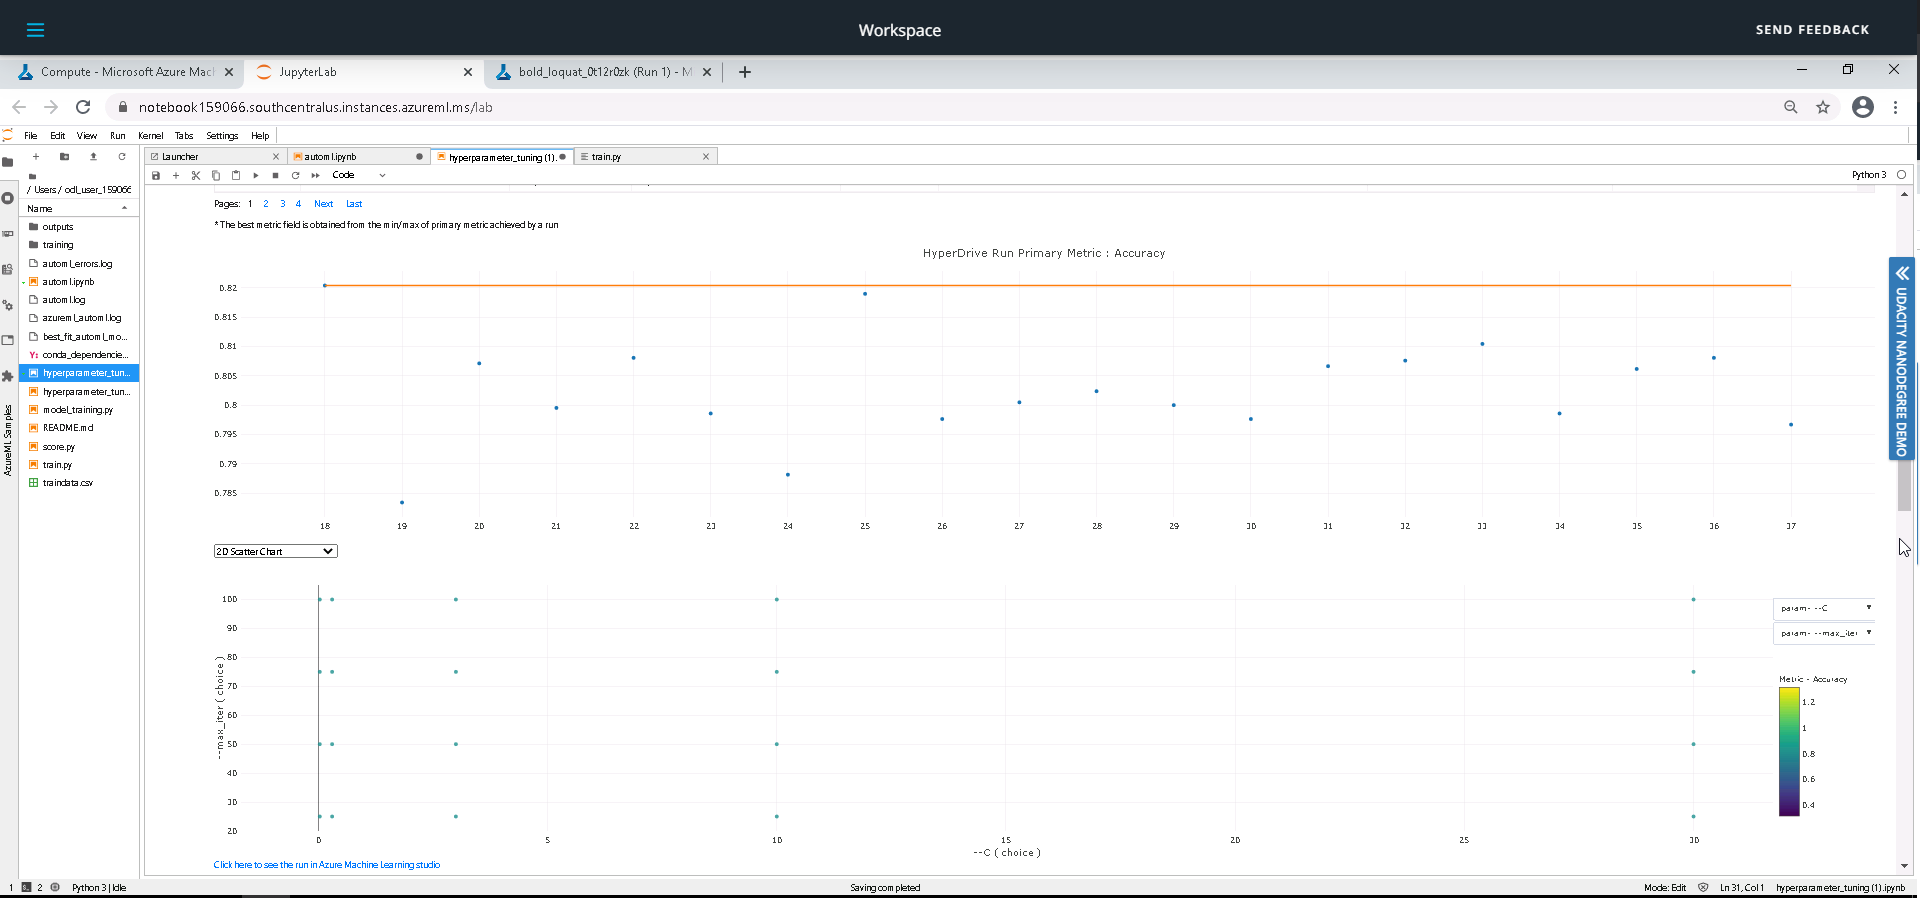 Workspace
SEND FEEDBACK
Compute - Microsoft Azure Mac
JupyterLab
bold_loquat_0t12r0zk (Run 1) - M
notebook159066.southcentralus.instances.azureml.ms/lab
File Edit View Run Kernel Tabs Settings Help
Launcher
automl.ipynb
hyperparameter_tuning (1).
train.py
Code
Python 3
/ Users / odl_user_159066
Name
outputs
training
automl_errors.log
automl.ipynb
automl.log
azureml_automl.log
best_fit_automl_mo...
conda_dependencie...
hyperparameter_tun...
hyperparameter_tun...
model_training.py
README.md
score.py
train.py
traindata.csv
AzureML Samples
Pages: 1 2 3 4 Next Last
* The best metric field is obtained from the min/max of primary metric achieved by a run
HyperDrive Run Primary Metric : Accuracy
0.82
0.815
0.81
0.805
0.8
0.795
0.79
0.785
18 19 20 21 22 23 24 25 26 27 28 29 30 31 32 33 34 35 36 37
2D Scatter Chart
100
90
80
70
60
50
40
30
20
--max_iter ( choice )
0 5 10 15 20 25 30
--C ( choice )
param- --C
param- --max_iter
Metric - Accuracy
1.2
1
0.8
0.6
0.4
Click here to see the run in Azure Machine Learning studio
UDACITY NANODEGREE DEMO
1 2 Python 3 | Idle
Saving completed
Mode: Edit
Ln 31, Col 1
hyperparameter_tuning (1).ipynb